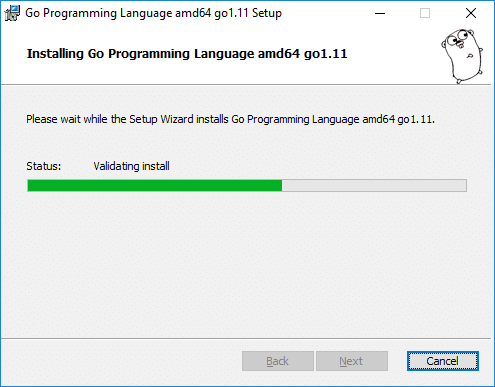 Go Programming Language amd64 go1.11 Setup
Installing Go Programming Language amd64 go1.11
Please wait while the Setup Wizard installs Go Programming Language amd64 go1.11.
Status: Validating install
Back Next Cancel